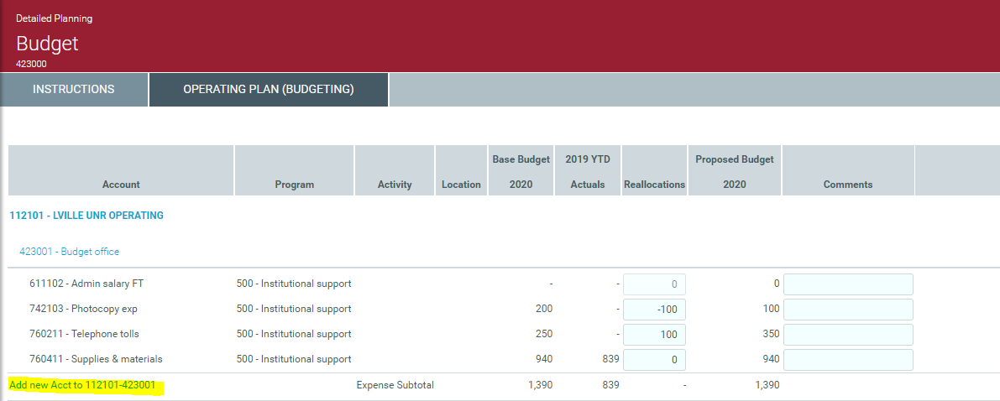 Detailed Planning
Budget
423000
INSTRUCTIONS OPERATING PLAN (BUDGETING)
Base Budget 2019 YTD Proposed Budget
Account Program Activity Location 2020 Actuals Reallocations 2020 Comments
112101 - LVILLE UNR OPERATING
423001 - Budget office
611102 - Admin salary FT 500 - Institutional support - - 0 0
742103 - Photocopy exp 500 - Institutional support 200 - -100 100
760211 - Telephone tolls 500 - Institutional support 250 - 100 350
760411 - Supplies & materials 500 - Institutional support 940 839 0 940
Add new Acct to 112101-423001 Expense Subtotal 1,390 839 - 1,390